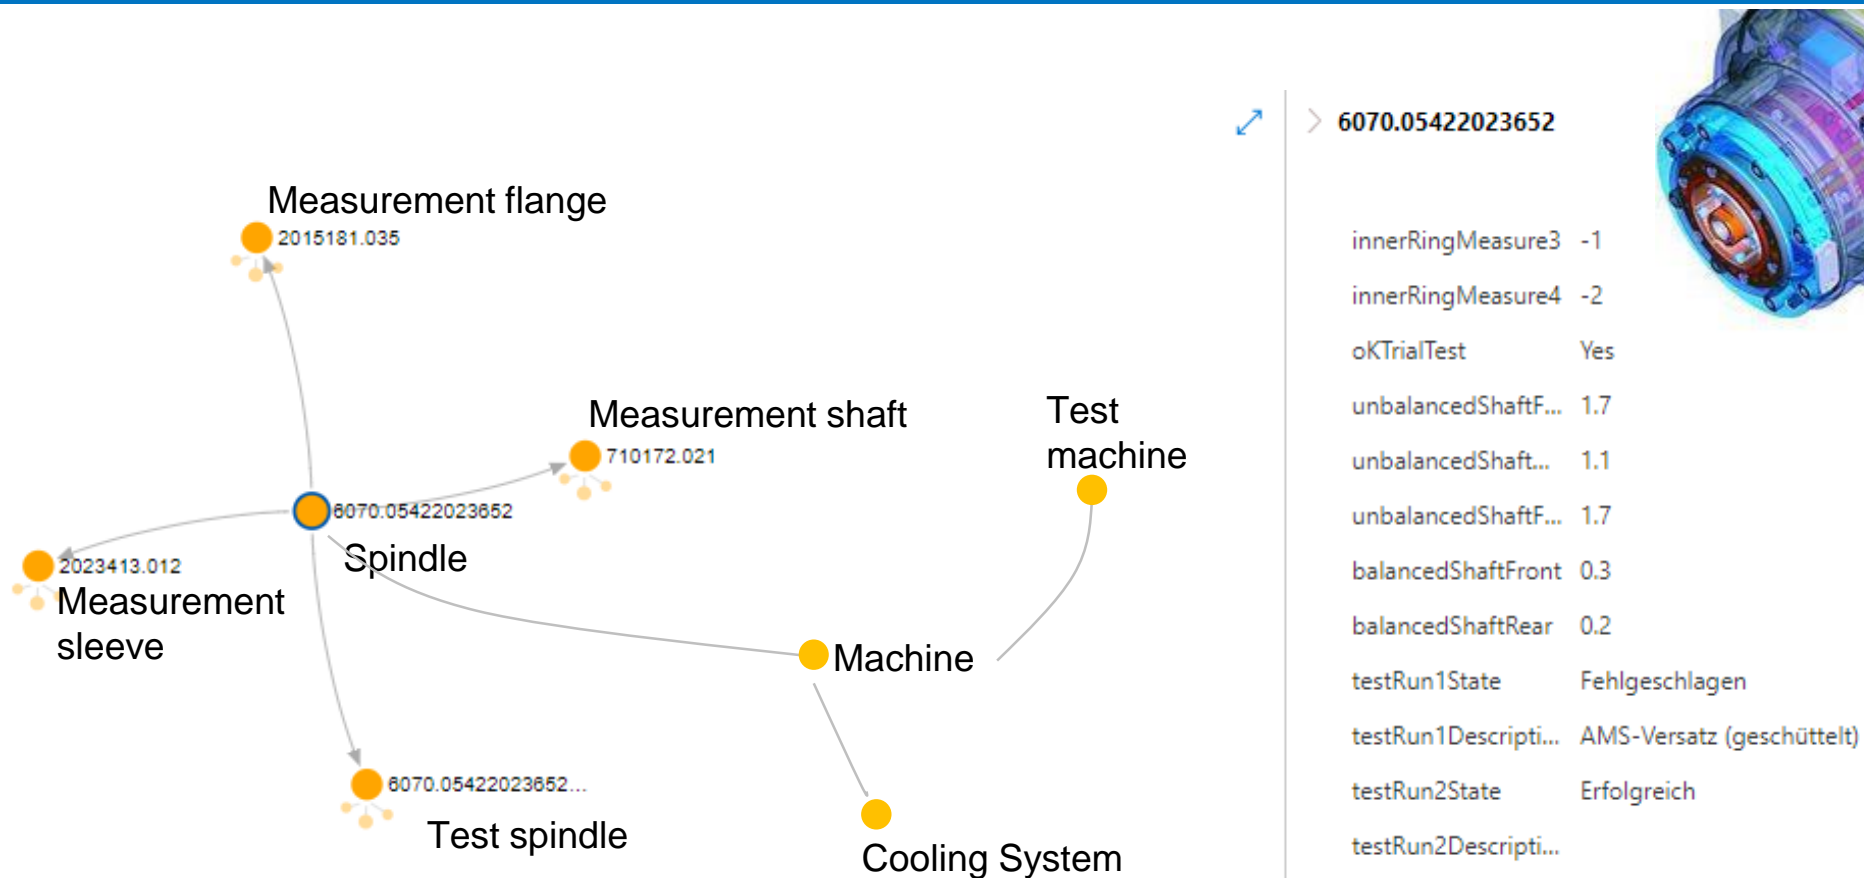 Measurement flange
2015181.035
Measurement shaft
710172.021
Test
machine
6070.05422023652
Spindle
2023413.012
Measurement
sleeve
Machine
6070.05422023652...
Test spindle
Cooling System
6070.05422023652
innerRingMeasure3 -1
innerRingMeasure4 -2
oKTrialTest Yes
unbalancedShaftF... 1.7
unbalancedShaft... 1.1
unbalancedShaftF... 1.7
balancedShaftFront 0.3
balancedShaftRear 0.2
testRun1State Fehlgeschlagen
testRun1Descripti... AMS-Versatz (geschüttelt)
testRun2State Erfolgreich
testRun2Descripti...